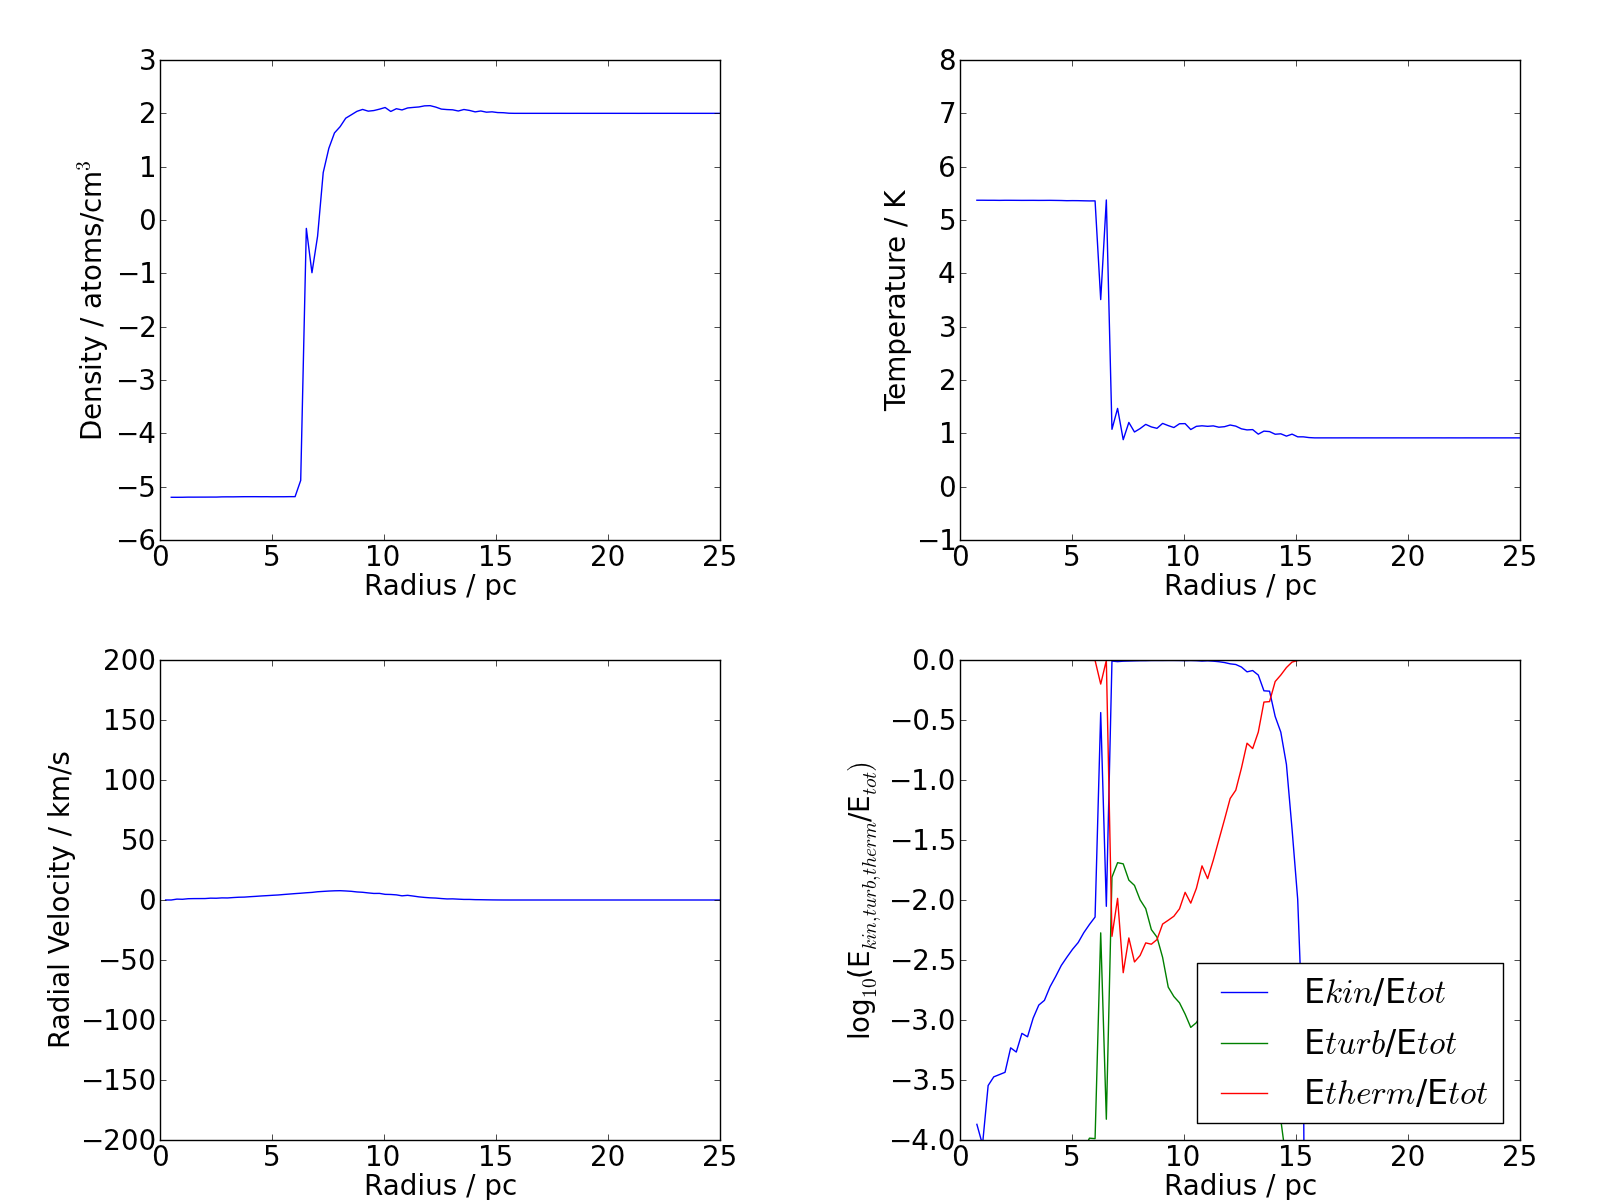 3
2
1
0
−1
−2
−3
−4
−5
−6
Density / atoms/cm³
0 5 10 15 20 25
Radius / pc
8
7
6
5
4
3
2
1
0
−1
Temperature / K
0 5 10 15 20 25
Radius / pc
200
150
100
50
0
−50
−100
−150
−200
Radial Velocity / km/s
0 5 10 15 20 25
Radius / pc
0.0
−0.5
−1.0
−1.5
−2.0
−2.5
−3.0
−3.5
−4.0
log₁₀(E_kin,turb,therm/E_tot)
Ekin/Etot
Eturb/Etot
Etherm/Etot
0 5 10 15 20 25
Radius / pc